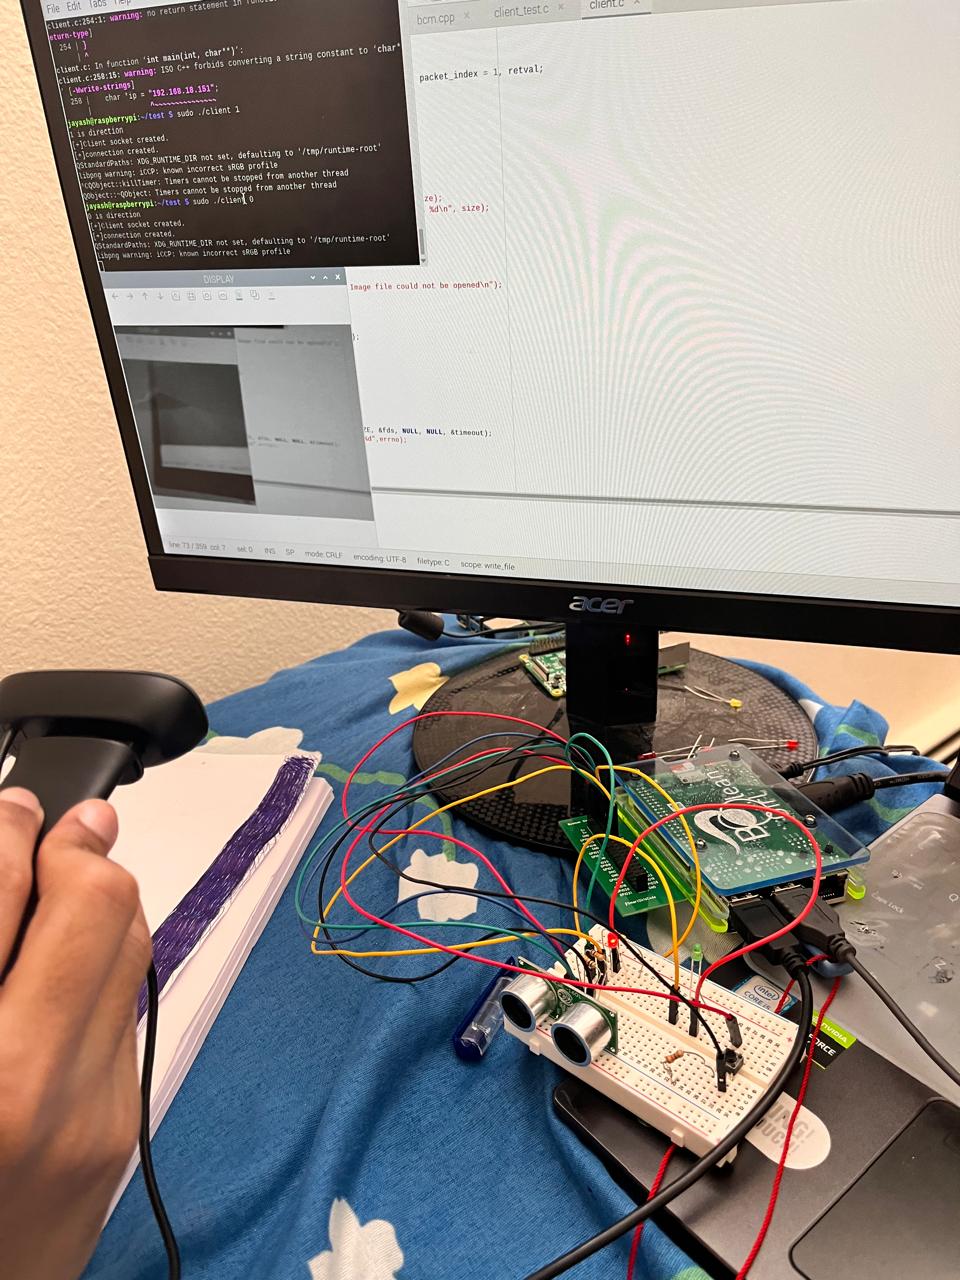 File Edit Tabs Help
client.c:254:1: warning: no return statement in
eturn-type]
254 | }
| ^
client.c: In function 'int main(int, char**)':
client.c:258:15: warning: ISO C++ forbids converting a string constant to 'char*
[-Wwrite-strings]
258 | char *ip = "192.168.18.151";
| ^~~~~~~~~~~~~~~~
jayash@raspberrypi:~/test $ sudo ./client 1
1 is direction
[+]Client socket created.
[+]connection created.
QStandardPaths: XDG_RUNTIME_DIR not set, defaulting to '/tmp/runtime-root'
libpng warning: iCCP: known incorrect sRGB profile
^CQObject::killTimer: Timers cannot be stopped from another thread
QObject::~QObject: Timers cannot be stopped from another thread
jayash@raspberrypi:~/test $ sudo ./client 0
0 is direction
[+]Client socket created.
[+]connection created.
QStandardPaths: XDG_RUNTIME_DIR not set, defaulting to '/tmp/runtime-root'
libpng warning: iCCP: known incorrect sRGB profile
bcm.cpp × client_test.c × client.c ×
packet_index = 1, retval;
ze);
%d\n", size);
Image file could not be opened\n");
);
ZE, &fds, NULL, NULL, &timeout);
%d",errno);
DISPLAY
line: 73 / 359 col: 7 sel: 0 INS SP mode: CRLF encoding: UTF-8 filetype: C scope: write_file
acer
Caps Lock
Q
Z
intel
CORE i5
NVIDIA